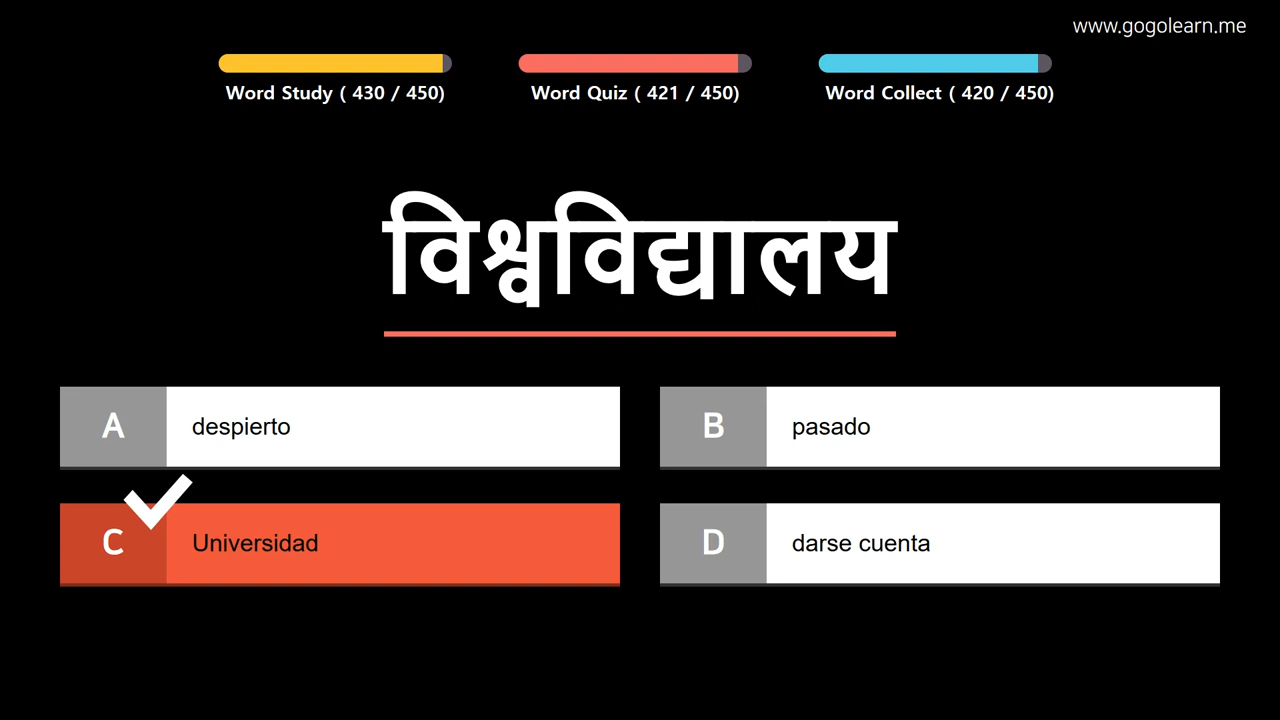 www.gogolearn.me
Word Study ( 430 / 450)
Word Quiz ( 421 / 450)
Word Collect ( 420 / 450)
विश्वविद्यालय
A despierto
B pasado
C Universidad
D darse cuenta